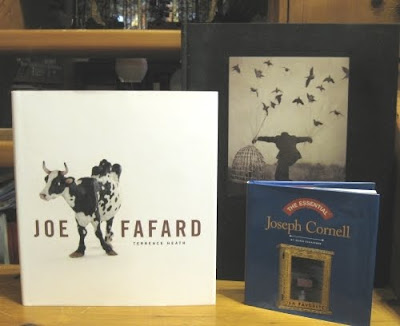 JOE FAFARD
TERRENCE HEATH
THE ESSENTIAL
Joseph Cornell